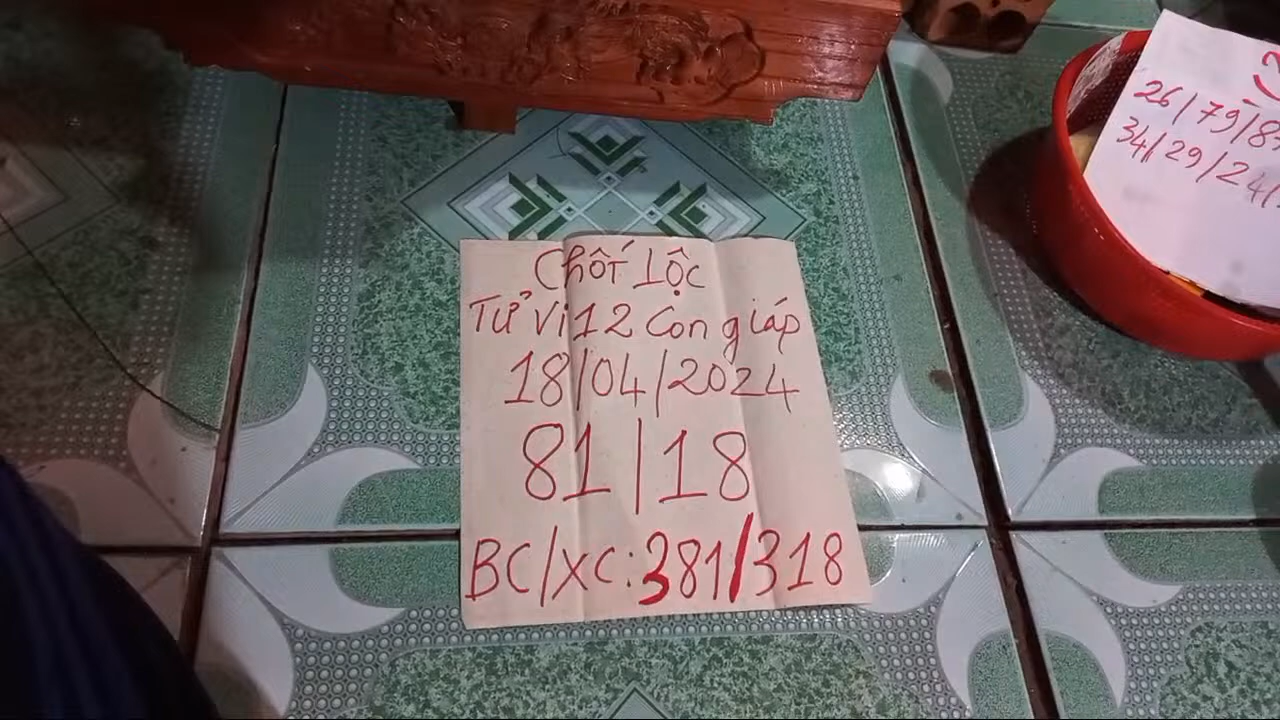 Chốt Lộc
Tử Vi 12 Con giáp
18/04/2024
81 | 18
BC/XC: 381/318
26/79/8
34/29/24/